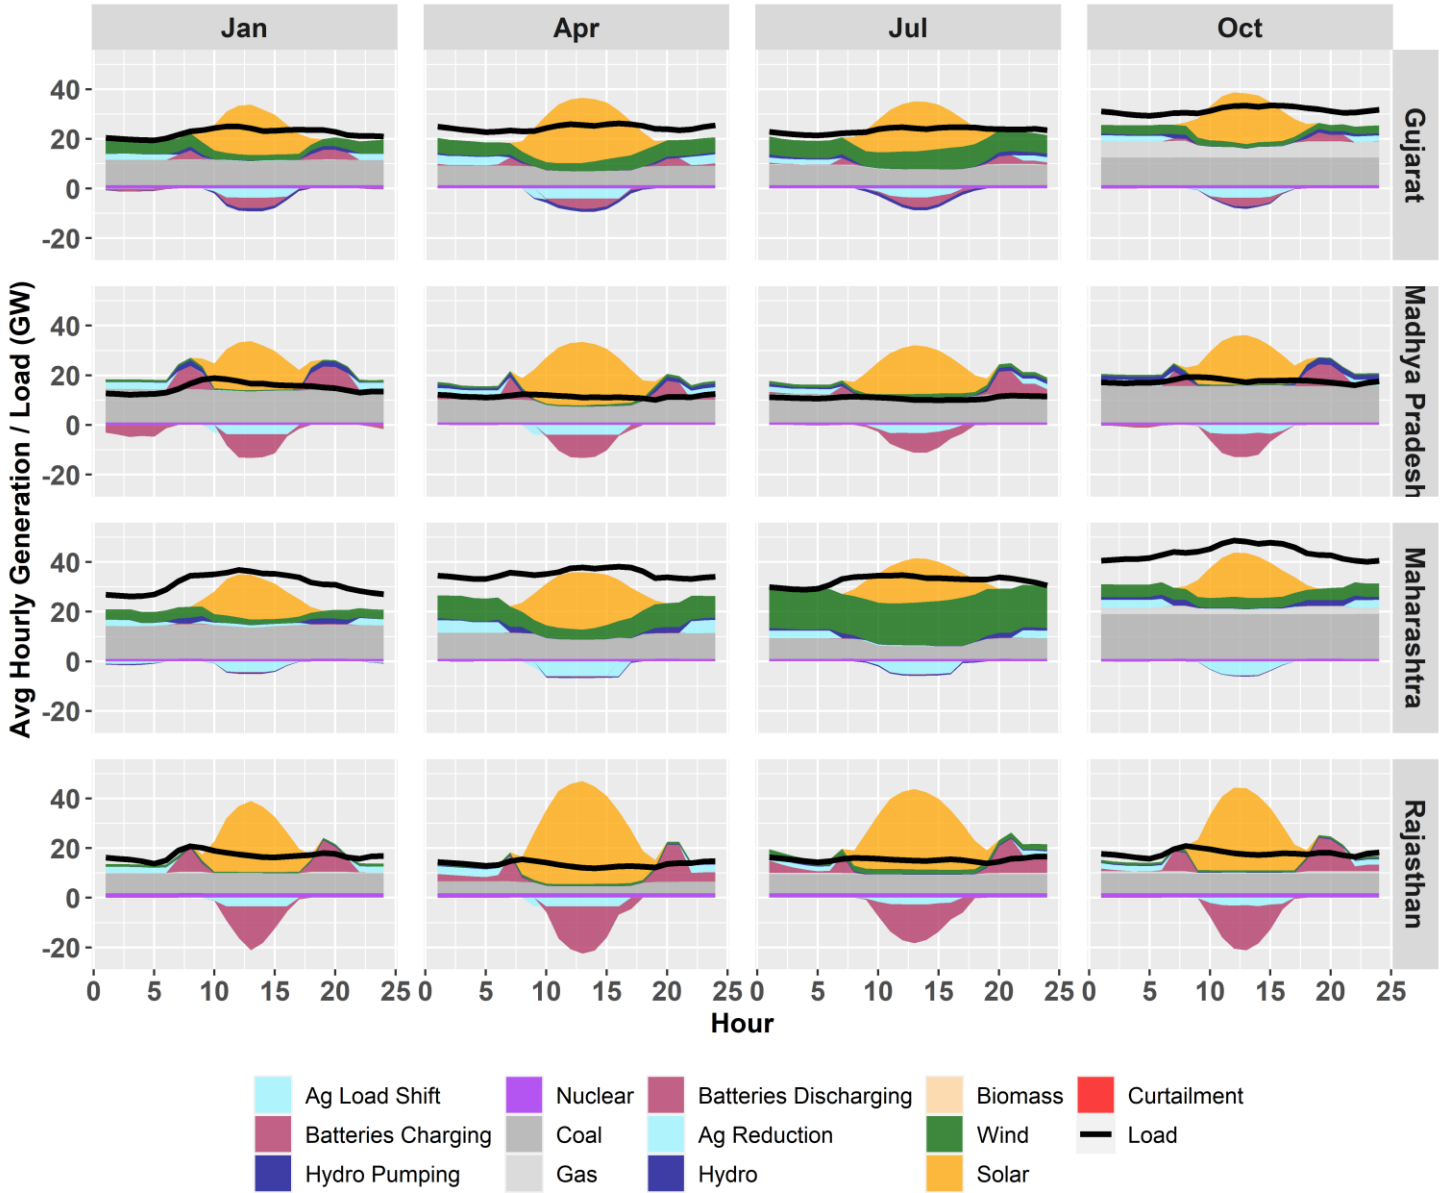 Jan Apr Jul Oct
Avg Hourly Generation / Load (GW)
40
20
0
-20
Gujarat
40
20
0
-20
Madhya Pradesh
40
20
0
-20
Maharashtra
40
20
0
-20
Rajasthan
0 5 10 15 20 25 0 5 10 15 20 25 0 5 10 15 20 25 0 5 10 15 20 25
Hour
Ag Load Shift Nuclear Batteries Discharging Biomass Curtailment
Batteries Charging Coal Ag Reduction Wind Load
Hydro Pumping Gas Hydro Solar